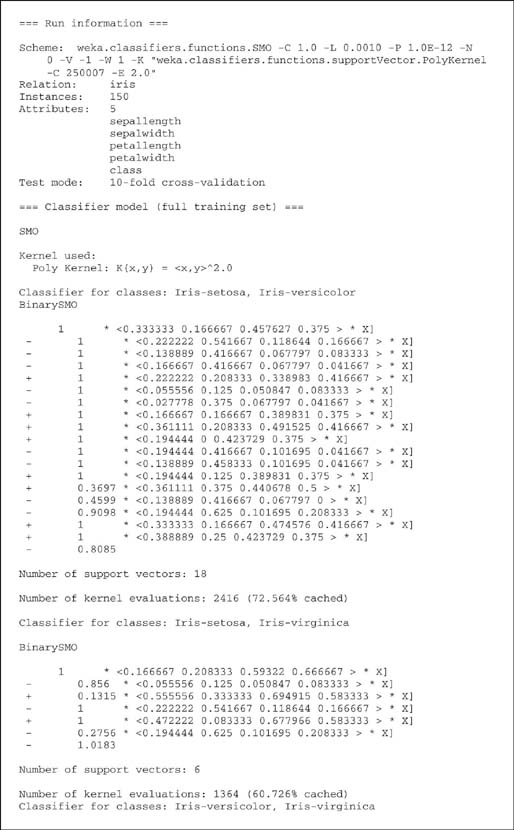 === Run information ===
Scheme: weka.classifiers.functions.SMO -C 1.0 -L 0.0010 -P 1.0E-12 -N
0 -V -1 -W 1 -K "weka.classifiers.functions.supportVector.PolyKernel
-C 250007 -E 2.0"
Relation: iris
Instances: 150
Attributes: 5
sepallength
sepalwidth
petallength
petalwidth
class
Test mode: 10-fold cross-validation
=== Classifier model (full training set) ===
SMO
Kernel used:
Poly Kernel: K{x,y} = <x,y>^2.0
Classifier for classes: Iris-setosa, Iris-versicolor
BinarySMO
1 * <0.333333 0.166667 0.457627 0.375 > * X]
- 1 * <0.222222 0.541667 0.118644 0.166667 > * X]
- 1 * <0.138889 0.416667 0.067797 0.083333 > * X]
- 1 * <0.166667 0.416667 0.067797 0.041667 > * X]
+ 1 * <0.222222 0.208333 0.338983 0.416667 > * X]
- 1 * <0.055556 0.125 0.050847 0.083333 > * X]
- 1 * <0.027778 0.375 0.067797 0.041667 > * X]
+ 1 * <0.166667 0.166667 0.389831 0.375 > * X]
+ 1 * <0.361111 0.208333 0.491525 0.416667 > * X]
+ 1 * <0.194444 0 0.423729 0.375 > * X]
- 1 * <0.194444 0.416667 0.101695 0.041667 > * X]
- 1 * <0.138889 0.458333 0.101695 0.041667 > * X]
+ 1 * <0.194444 0.125 0.389831 0.375 > * X]
+ 0.3697 * <0.361111 0.375 0.440678 0.5 > * X]
- 0.4599 * <0.138889 0.416667 0.067797 0 > * X]
- 0.9098 * <0.194444 0.625 0.101695 0.208333 > * X]
+ 1 * <0.333333 0.166667 0.474576 0.416667 > * X]
+ 1 * <0.388889 0.25 0.423729 0.375 > * X]
- 0.8085
Number of support vectors: 18
Number of kernel evaluations: 2416 (72.564% cached)
Classifier for classes: Iris-setosa, Iris-virginica
BinarySMO
1 * <0.166667 0.208333 0.59322 0.666667 > * X]
- 0.856 * <0.055556 0.125 0.050847 0.083333 > * X]
+ 0.1315 * <0.555556 0.333333 0.694915 0.583333 > * X]
- 1 * <0.222222 0.541667 0.118644 0.166667 > * X]
+ 1 * <0.472222 0.083333 0.677966 0.583333 > * X]
- 0.2756 * <0.194444 0.625 0.101695 0.208333 > * X]
- 1.0183
Number of support vectors: 6
Number of kernel evaluations: 1364 (60.726% cached)
Classifier for classes: Iris-versicolor, Iris-virginica